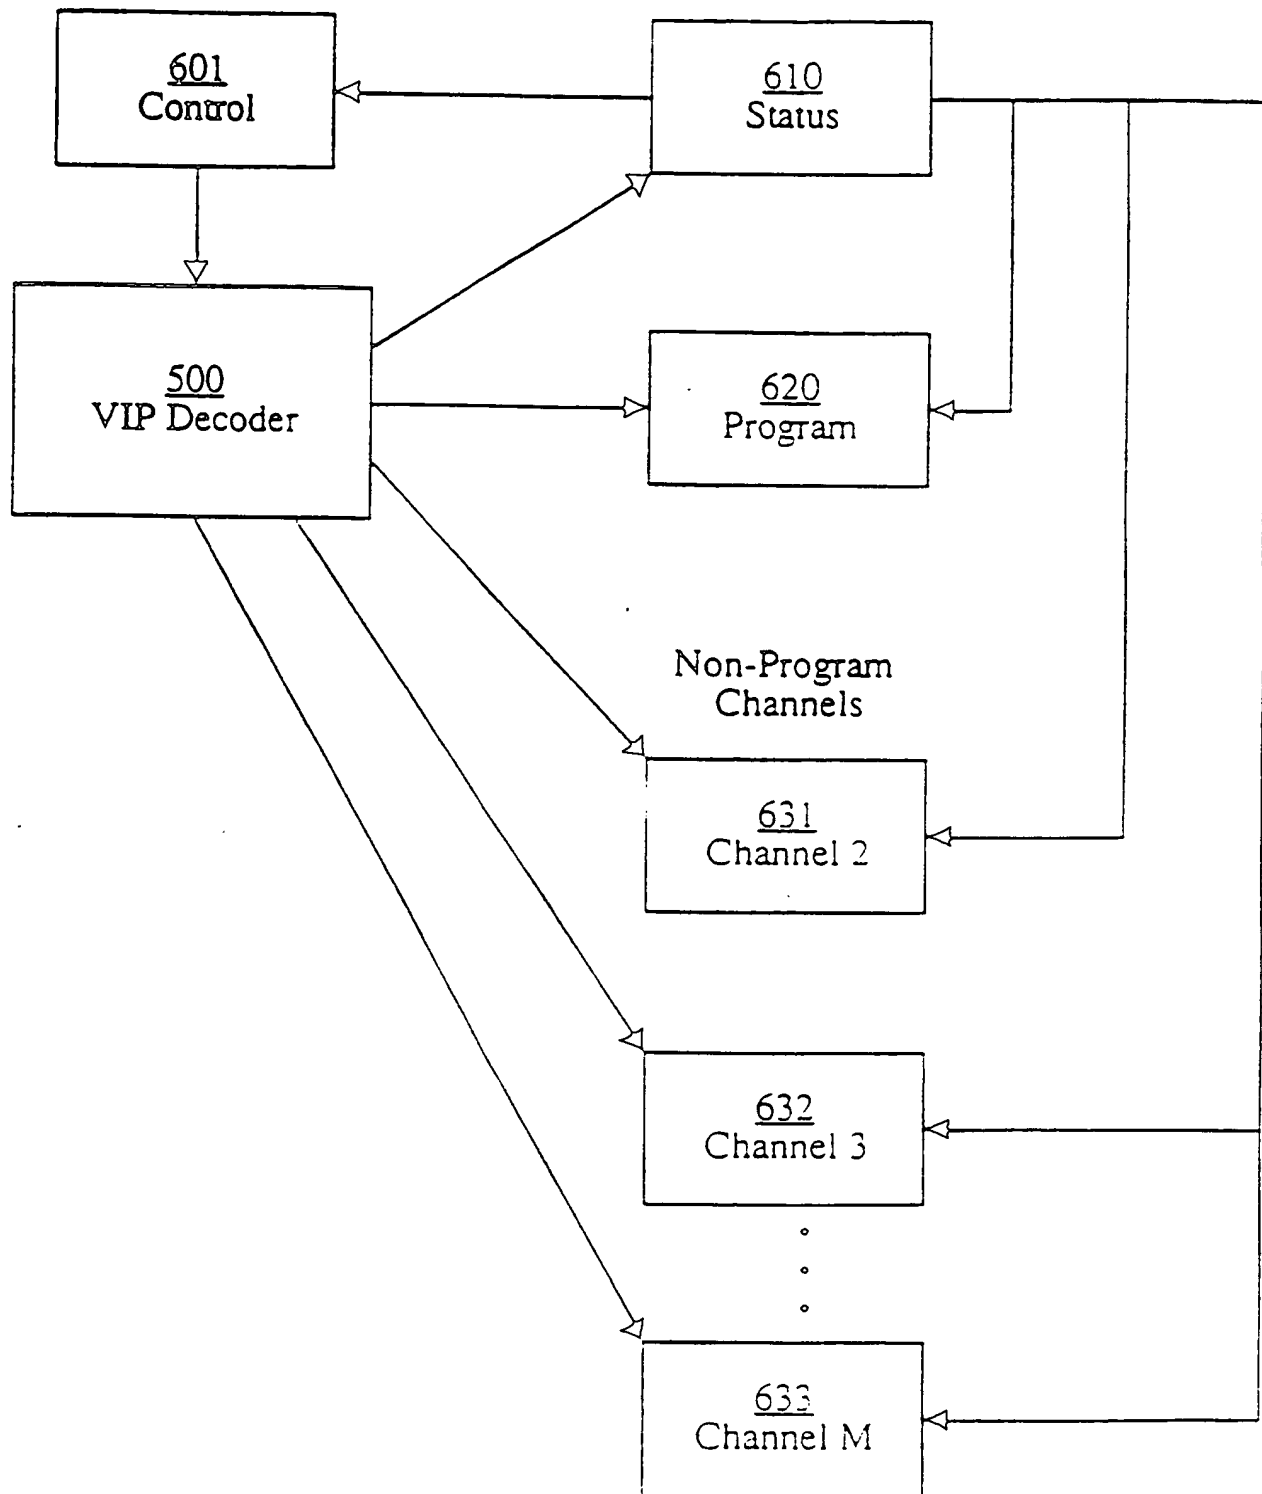 601
Control
610
Status
500
VIP Decoder
620
Program
Non-Program
Channels
631
Channel 2
632
Channel 3
633
Channel M